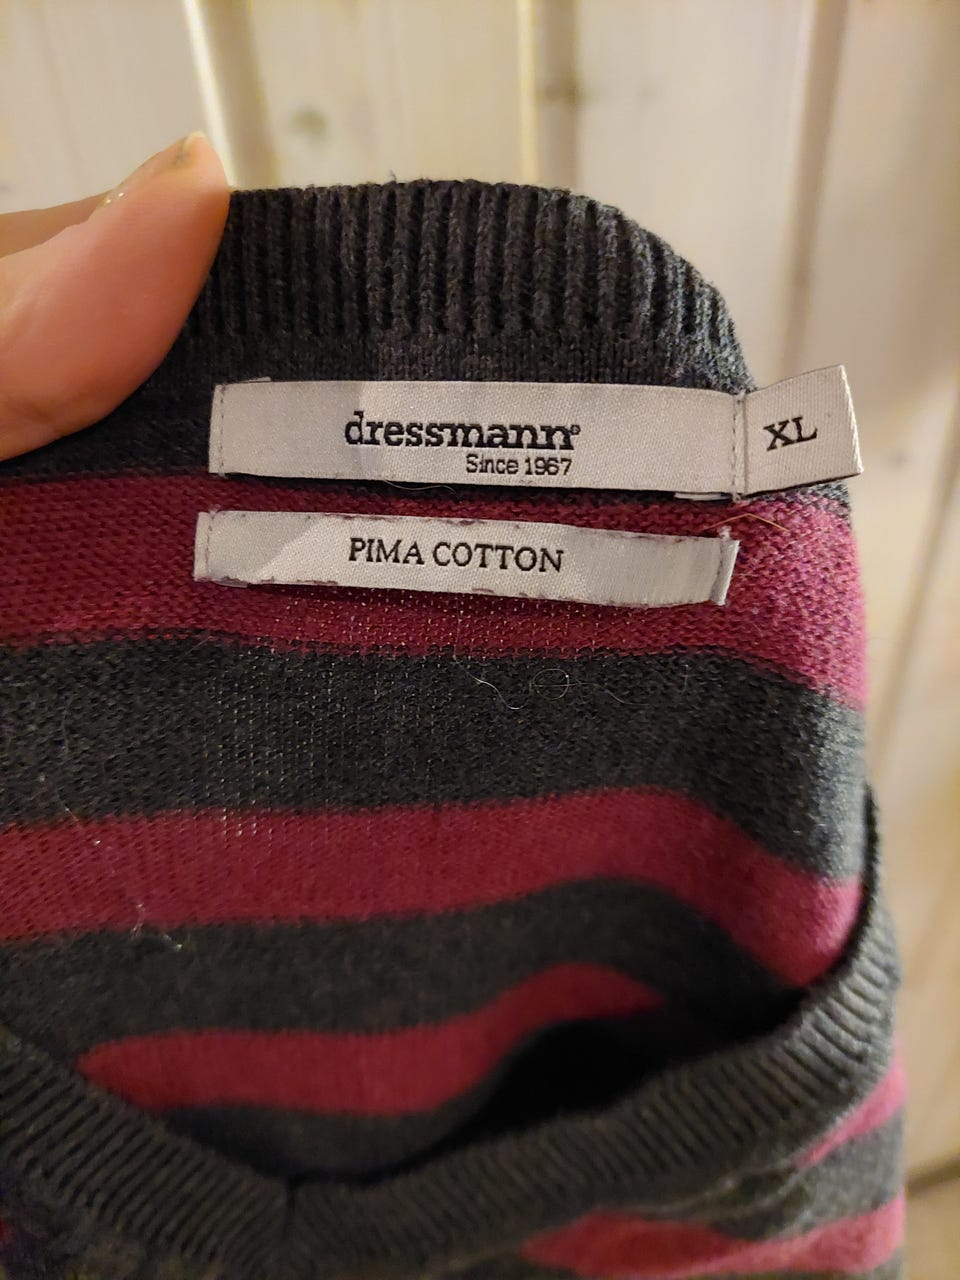 dressmann®
Since 1967
XL
PIMA COTTON